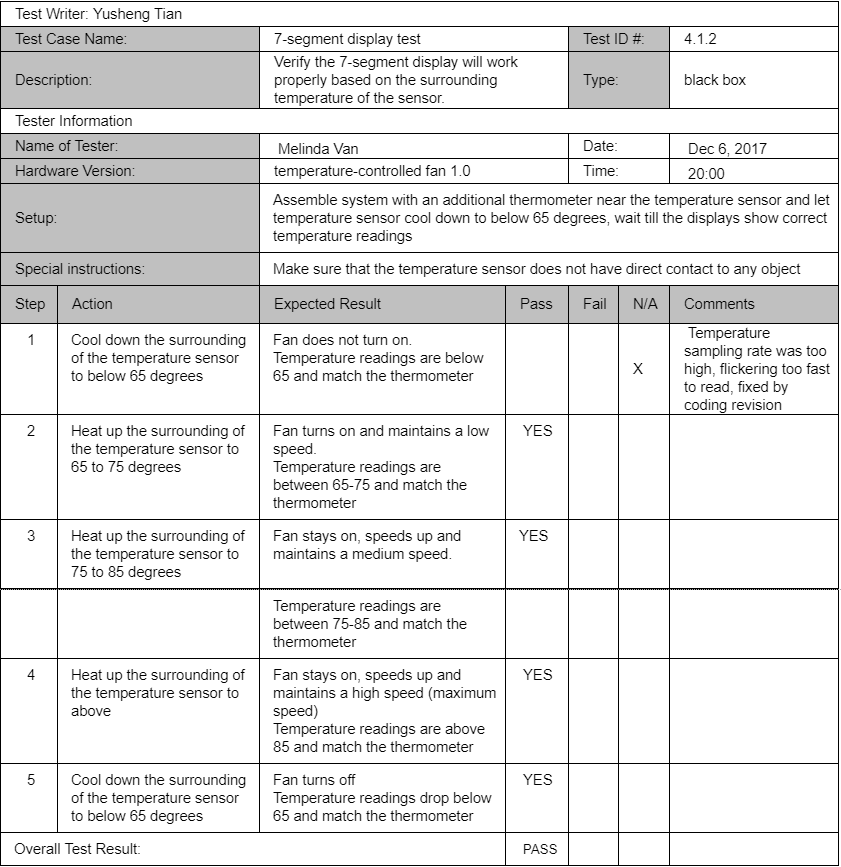 Test Writer: Yusheng Tian
Test Case Name: 7-segment display test Test ID #: 4.1.2
Description: Verify the 7-segment display will work
properly based on the surrounding
temperature of the sensor.
Type: black box
Tester Information
Name of Tester: Melinda Van Date: Dec 6, 2017
Hardware Version: temperature-controlled fan 1.0 Time: 20:00
Setup: Assemble system with an additional thermometer near the temperature sensor and let
temperature sensor cool down to below 65 degrees, wait till the displays show correct
temperature readings
Special instructions: Make sure that the temperature sensor does not have direct contact to any object
Step Action Expected Result Pass Fail N/A Comments
1
Cool down the surrounding
of the temperature sensor
to below 65 degrees
Fan does not turn on.
Temperature readings are below
65 and match the thermometer
X
Temperature
sampling rate was too
high, flickering too fast
to read, fixed by
coding revision
2
Heat up the surrounding of
the temperature sensor to
65 to 75 degrees
Fan turns on and maintains a low
speed.
Temperature readings are
between 65-75 and match the
thermometer
YES
3
Heat up the surrounding of
the temperature sensor to
75 to 85 degrees
Fan stays on, speeds up and
maintains a medium speed.
YES
Temperature readings are
between 75-85 and match the
thermometer
4
Heat up the surrounding of
the temperature sensor to
above
Fan stays on, speeds up and
maintains a high speed (maximum
speed)
Temperature readings are above
85 and match the thermometer
YES
5
Cool down the surrounding
of the temperature sensor
to below 65 degrees
Fan turns off
Temperature readings drop below
65 and match the thermometer
YES
Overall Test Result: PASS